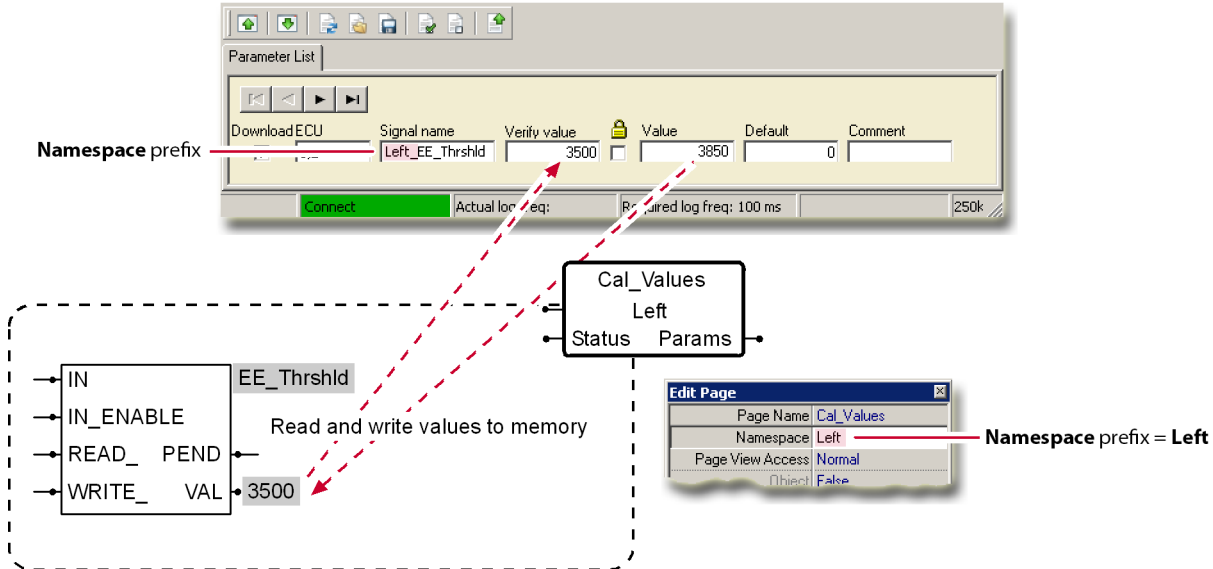 Parameter List
Download ECU Signal name Verify value Value Default Comment
Namespace prefix
Left_EE_Thrshld 3500 3850 0
Connect Actual log freq: Required log freq: 100 ms 250k
Cal_Values
Left
Status Params
IN EE_Thrshld
IN_ENABLE
Read and write values to memory
READ_ PEND
WRITE_ VAL 3500
Edit Page
Page Name Cal_Values
Namespace Left
Namespace prefix = Left
Page View Access Normal
Object False